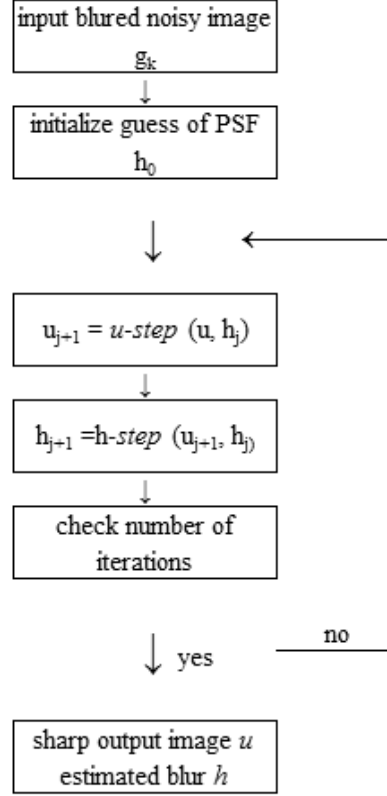 input blured noisy image
gₖ
↓
initialize guess of PSF
h₀
↓ ←
uⱼ₊₁ = u-step (u, hⱼ)
↓
hⱼ₊₁ =h-step (uⱼ₊₁, hⱼ₎
↓
check number of
iterations
no
↓ yes
sharp output image u
estimated blur h